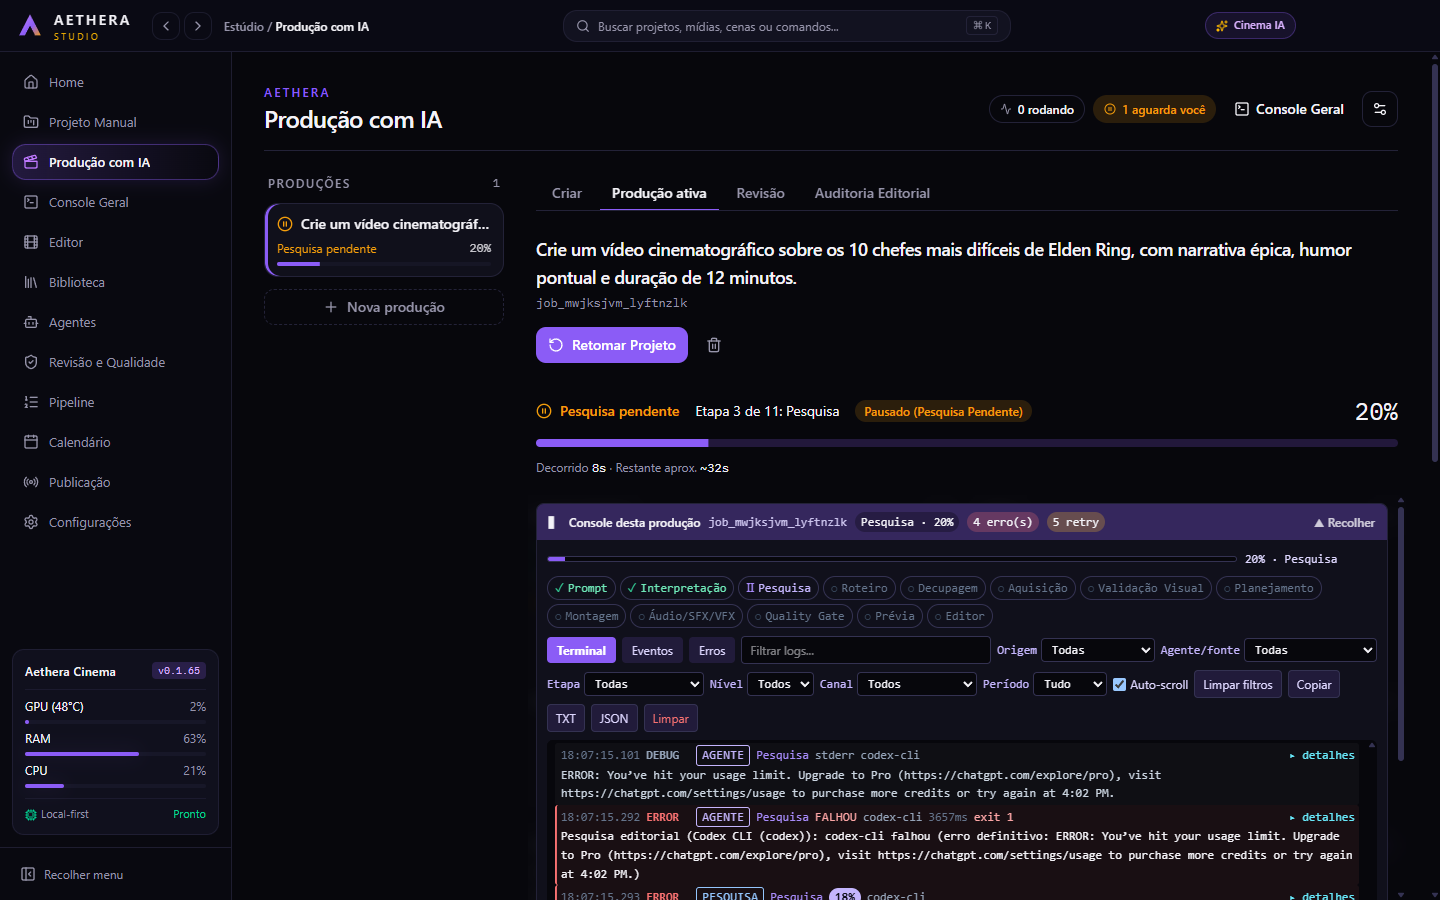 AETHERA
STUDIO
Estúdio / Produção com IA
Buscar projetos, mídias, cenas ou comandos...
⌘ K
Cinema IA
Home
Projeto Manual
Produção com IA
Console Geral
Editor
Biblioteca
Agentes
Revisão e Qualidade
Pipeline
Calendário
Publicação
Configurações
Aethera Cinema v0.1.65
GPU (48°C) 2%
RAM 63%
CPU 21%
Local-first Pronto
Recolher menu
AETHERA
Produção com IA
0 rodando
1 aguarda você
Console Geral
PRODUÇÕES 1
Crie um vídeo cinematográf...
Pesquisa pendente 20%
+ Nova produção
Criar Produção ativa Revisão Auditoria Editorial
Crie um vídeo cinematográfico sobre os 10 chefes mais difíceis de Elden Ring, com narrativa épica, humor
pontual e duração de 12 minutos.
job_mwjksjvm_lyftnzlk
Retomar Projeto
Pesquisa pendente Etapa 3 de 11: Pesquisa Pausado (Pesquisa Pendente) 20%
Decorrido 8s · Restante aprox. ~32s
Console desta produção job_mwjksjvm_lyftnzlk Pesquisa · 20% 4 erro(s) 5 retry ▲ Recolher
20% · Pesquisa
✓ Prompt ✓ Interpretação II Pesquisa ○ Roteiro ○ Decupagem ○ Aquisição ○ Validação Visual ○ Planejamento
○ Montagem ○ Áudio/SFX/VFX ○ Quality Gate ○ Prévia ○ Editor
Terminal Eventos Erros Filtrar logs... Origem Todas Agente/fonte Todas
Etapa Todas Nível Todos Canal Todos Período Tudo Auto-scroll Limpar filtros Copiar
TXT JSON Limpar
18:07:15.101 DEBUG AGENTE Pesquisa stderr codex-cli ▸ detalhes
ERROR: You’ve hit your usage limit. Upgrade to Pro (https://chatgpt.com/explore/pro), visit
https://chatgpt.com/settings/usage to purchase more credits or try again at 4:02 PM.
18:07:15.292 ERROR AGENTE Pesquisa FALHOU codex-cli 3657ms exit 1 ▸ detalhes
Pesquisa editorial (Codex CLI (codex)): codex-cli falhou (erro definitivo: ERROR: You’ve hit your usage limit. Upgrade
to Pro (https://chatgpt.com/explore/pro), visit https://chatgpt.com/settings/usage to purchase more credits or try again
at 4:02 PM.)
18:07:15.293 ERROR PESQUISA Pesquisa 18% codex-cli ▸ detalhes